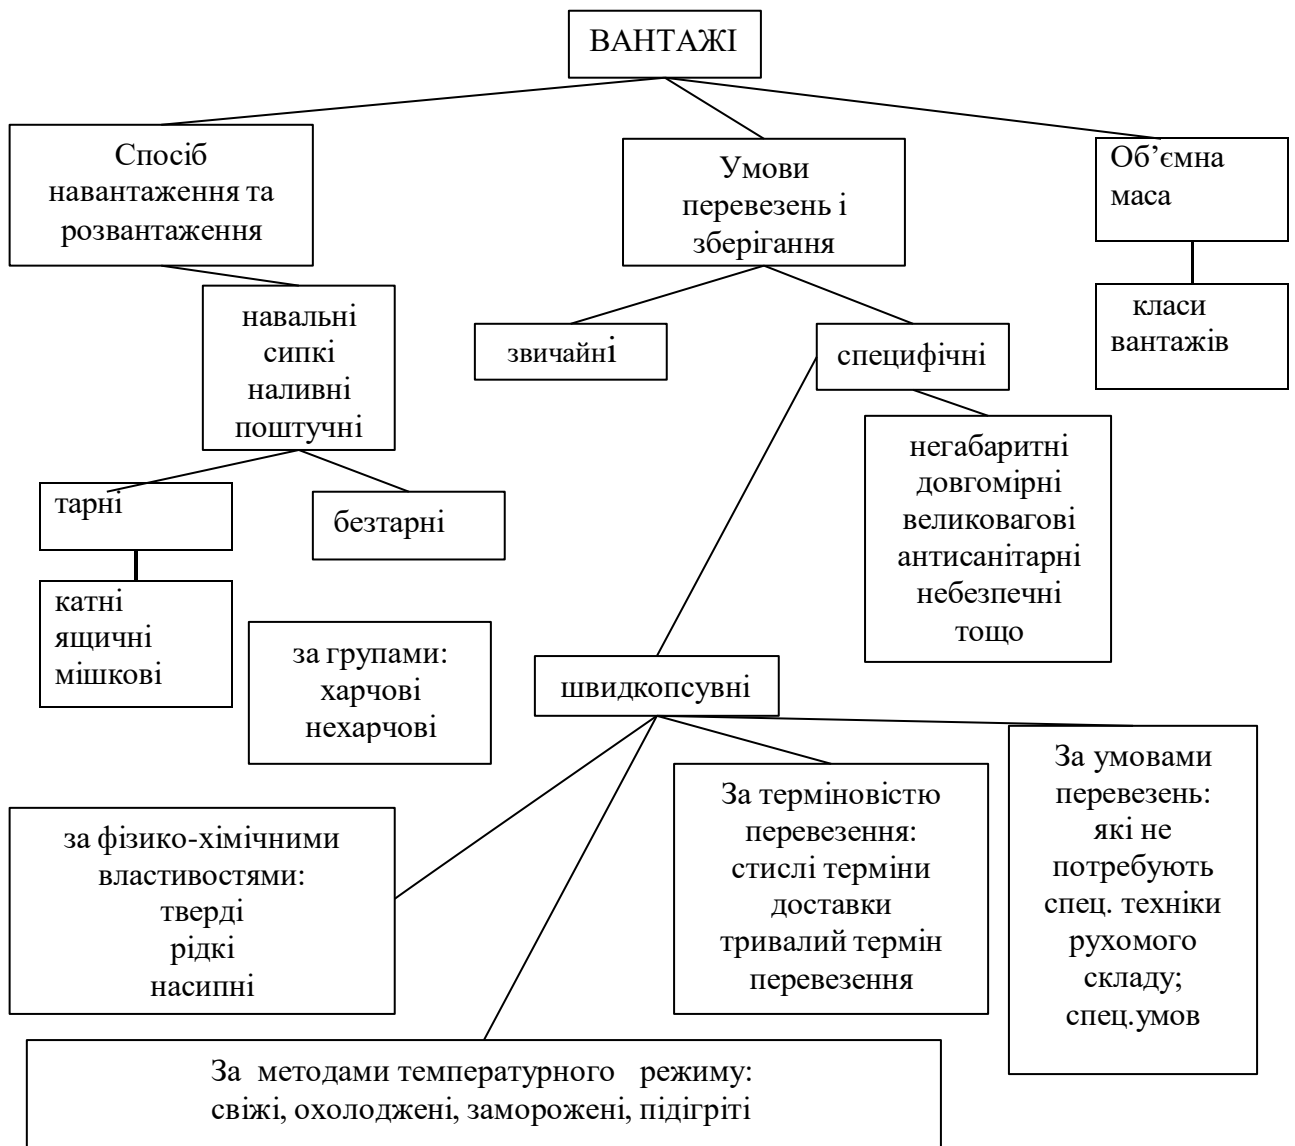 ВАНТАЖІ
Спосіб
навантаження та
розвантаження
Умови
перевезень і
зберігання
Об’ємна
маса
навальні
сипкі
наливні
поштучні
звичайні
специфічні
класи
вантажів
тарні
безтарні
негабаритні
довгомірні
великовагові
антисанітарні
небезпечні
тощо
катні
ящичні
мішкові
за групами:
харчові
нехарчові
швидкопсувні
за фізико-хімічними
властивостями:
тверді
рідкі
насипні
За терміновістю
перевезення:
стислі терміни
доставки
тривалий термін
перевезення
За умовами
перевезень:
які не
потребують
спец. техніки
рухомого
складу;
спец.умов
За методами температурного режиму:
свіжі, охолоджені, заморожені, підігріті